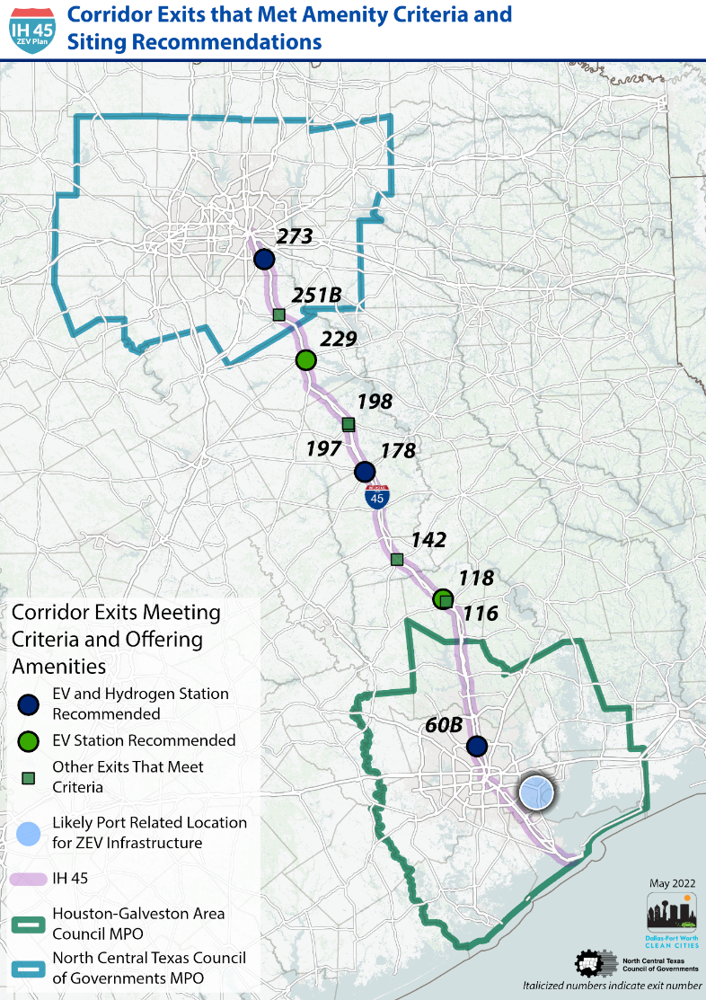 IH 45
ZEV Plan
Corridor Exits that Met Amenity Criteria and
Siting Recommendations
273
251B
229
198
197
178
45
142
118
116
60B
Corridor Exits Meeting
Criteria and Offering
Amenities
EV and Hydrogen Station
Recommended
EV Station Recommended
Other Exits That Meet
Criteria
Likely Port Related Location
for ZEV Infrastructure
IH 45
Houston-Galveston Area
Council MPO
North Central Texas Council
of Governments MPO
May 2022
Dallas-Fort Worth
CLEAN CITIES
North Central Texas
Council of Governments
Italicized numbers indicate exit number